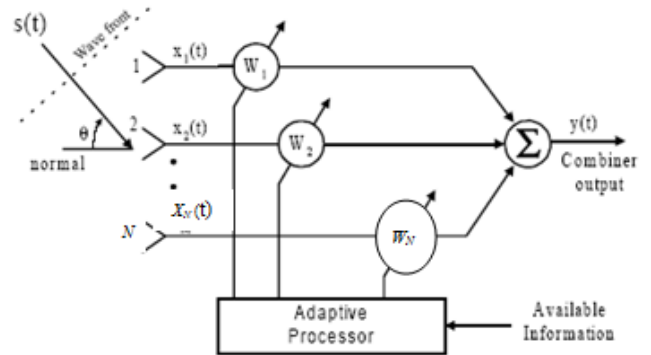 s(t)
Wave front
1
x1(t)
W1
θ
normal
2
x2(t)
W2
Σ
y(t)
Combiner
output
N
XN(t)
WN
Adaptive
Processor
Available
Information